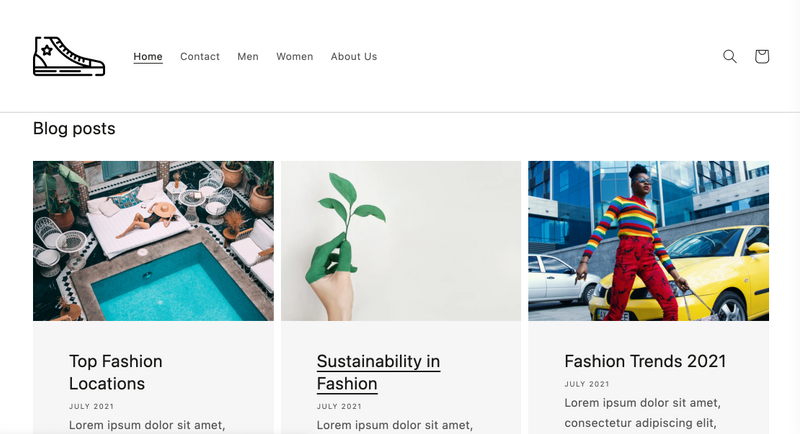 Home Contact Men Women About Us
Blog posts
Top Fashion
Locations
JULY 2021
Lorem ipsum dolor sit amet,
Sustainability in
Fashion
JULY 2021
Lorem ipsum dolor sit amet,
Fashion Trends 2021
JULY 2021
Lorem ipsum dolor sit amet,
consectetur adipiscing elit,